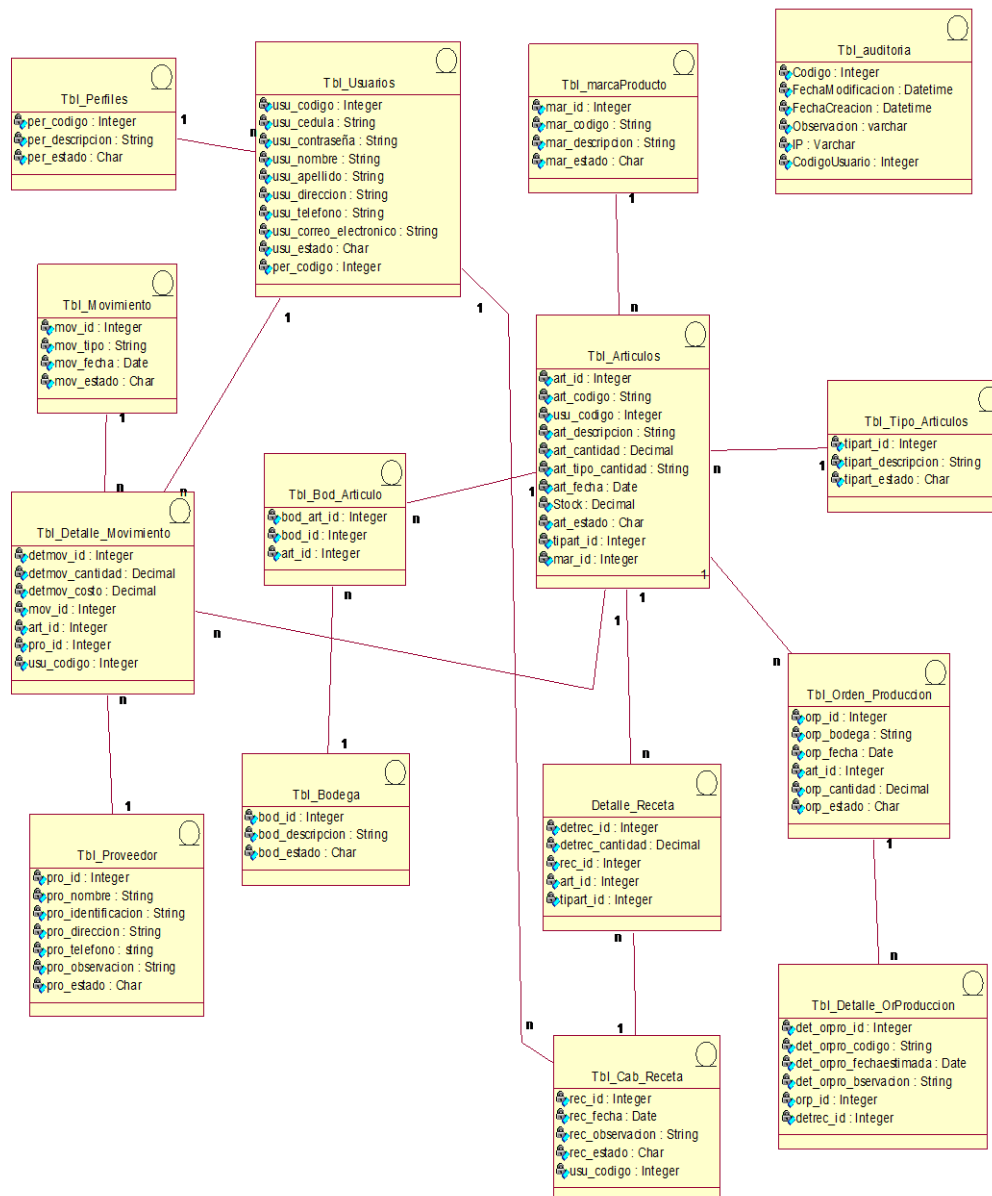 Tbl_Perfiles
per_codigo : Integer
per_descripcion : String
per_estado : Char
1
n
Tbl_Usuarios
usu_codigo : Integer
usu_cedula : String
usu_contraseña : String
usu_nombre : String
usu_apellido : String
usu_direccion : String
usu_telefono : String
usu_correo_electronico : String
usu_estado : Char
per_codigo : Integer
1
1
Tbl_marcaProducto
mar_id : Integer
mar_codigo : String
mar_descripcion : String
mar_estado : Char
1
n
Tbl_auditoria
Codigo : Integer
FechaModificacion : Datetime
FechaCreacion : Datetime
Observacion : varchar
IP : Varchar
CodigoUsuario : Integer
Tbl_Movimiento
mov_id : Integer
mov_tipo : String
mov_fecha : Date
mov_estado : Char
1
n
n
Tbl_Articulos
art_id : Integer
art_codigo : String
usu_codigo : Integer
art_descripcion : String
art_cantidad : Decimal
art_tipo_cantidad : String
art_fecha : Date
Stock : Decimal
art_estado : Char
tipart_id : Integer
mar_id : Integer
1
n
1
1
1
Tbl_Tipo_Articulos
tipart_id : Integer
tipart_descripcion : String
tipart_estado : Char
1
Tbl_Bod_Articulo
bod_art_id : Integer
bod_id : Integer
art_id : Integer
n
n
Tbl_Detalle_Movimiento
detmov_id : Integer
detmov_cantidad : Decimal
detmov_costo : Decimal
mov_id : Integer
art_id : Integer
pro_id : Integer
usu_codigo : Integer
n
n
Tbl_Orden_Produccion
orp_id : Integer
orp_bodega : String
orp_fecha : Date
art_id : Integer
orp_cantidad : Decimal
orp_estado : Char
n
1
Tbl_Bodega
bod_id : Integer
bod_descripcion : String
bod_estado : Char
1
Detalle_Receta
detrec_id : Integer
detrec_cantidad : Decimal
rec_id : Integer
art_id : Integer
tipart_id : Integer
n
n
Tbl_Proveedor
pro_id : Integer
pro_nombre : String
pro_identificacion : String
pro_direccion : String
pro_telefono : string
pro_observacion : String
pro_estado : Char
1
Tbl_Detalle_OrProduccion
det_orpro_id : Integer
det_orpro_codigo : String
det_orpro_fechaestimada : Date
det_orpro_bservacion : String
orp_id : Integer
detrec_id : Integer
n
Tbl_Cab_Receta
rec_id : Integer
rec_fecha : Date
rec_observacion : String
rec_estado : Char
usu_codigo : Integer
n
1